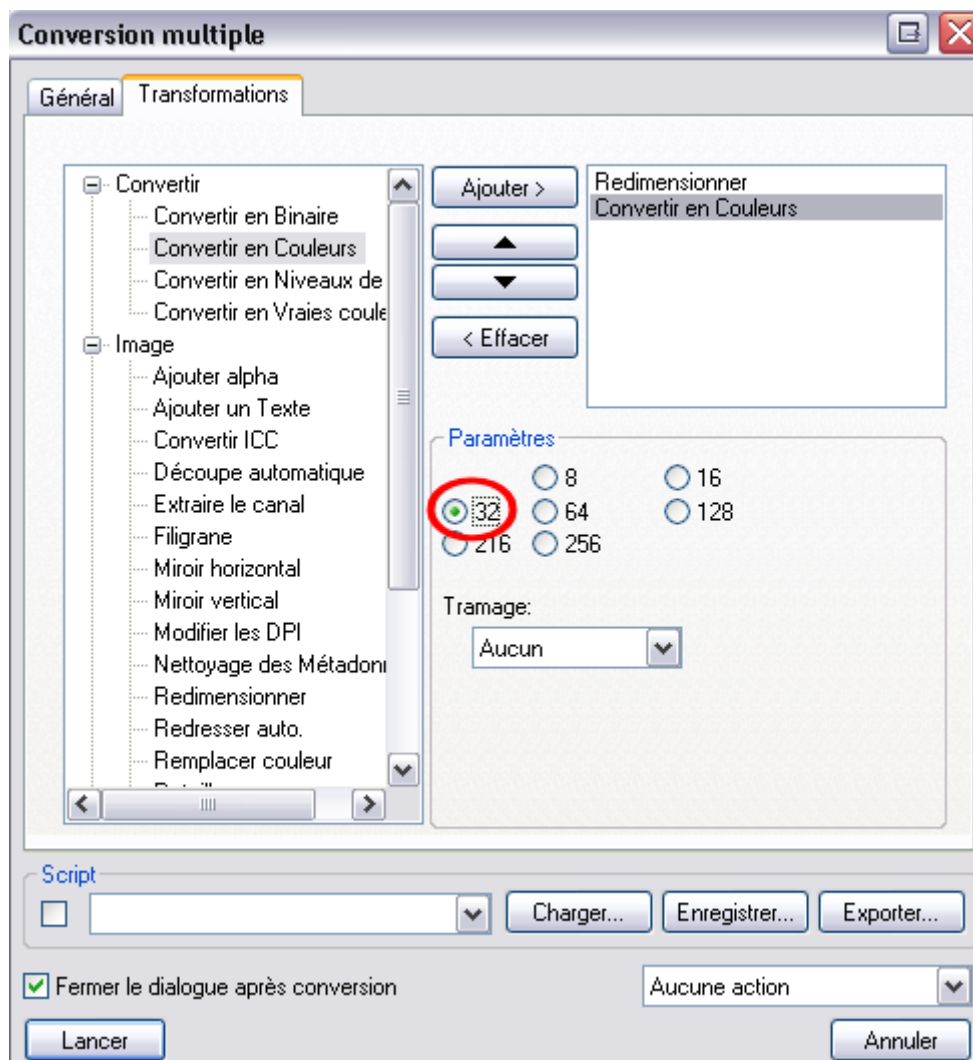 Conversion multiple
Général Transformations
Convertir
Convertir en Binaire
Convertir en Couleurs
Convertir en Niveaux de
Convertir en Vraies coule
Image
Ajouter alpha
Ajouter un Texte
Convertir ICC
Découpe automatique
Extraire le canal
Filigrane
Miroir horizontal
Miroir vertical
Modifier les DPI
Nettoyage des Métadonn
Redimensionner
Redresser auto.
Remplacer couleur
Ajouter >
< Effacer
Redimensionner
Convertir en Couleurs
Paramètres
8 16
32 64 128
216 256
Tramage:
Aucun
Script
Charger... Enregistrer... Exporter...
Fermer le dialogue après conversion Aucune action
Lancer Annuler